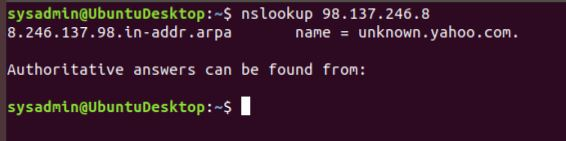 sysadmin@UbuntuDesktop:~$ nslookup 98.137.246.8
8.246.137.98.in-addr.arpa name = unknown.yahoo.com.
Authoritative answers can be found from:
sysadmin@UbuntuDesktop:~$